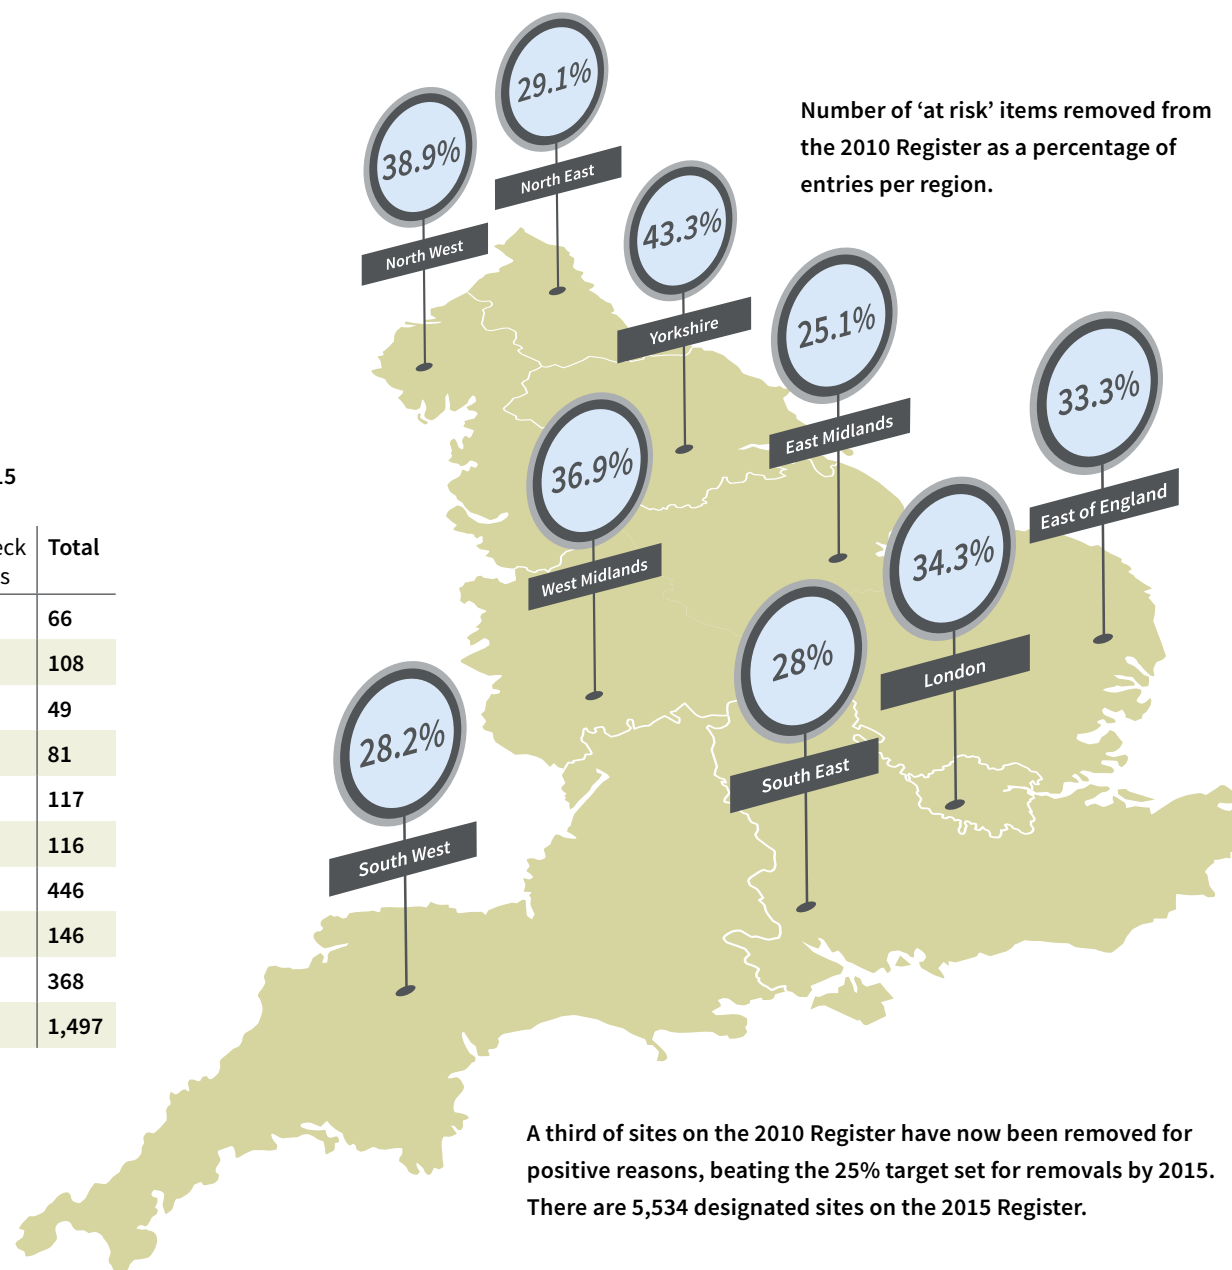 29.1%
North East
38.9%
North West
Number of ‘at risk’ items removed from
the 2010 Register as a percentage of
entries per region.
43.3%
Yorkshire
25.1%
East Midlands
33.3%
East of England
36.9%
West Midlands
34.3%
London
28%
South East
28.2%
South West
15
eck Total
s
66
108
49
81
117
116
446
146
368
1,497
A third of sites on the 2010 Register have now been removed for
positive reasons, beating the 25% target set for removals by 2015.
There are 5,534 designated sites on the 2015 Register.